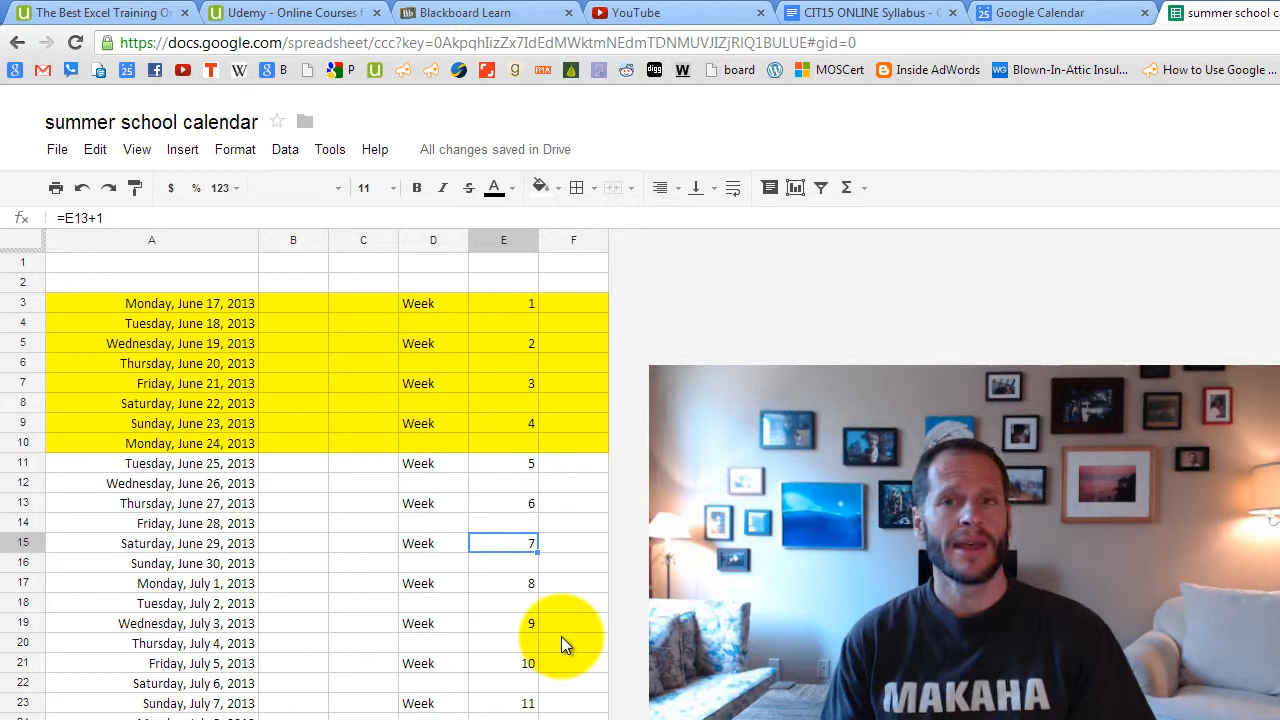 The Best Excel Training On
Udemy - Online Courses f
Blackboard Learn
YouTube
CIT15 ONLINE Syllabus - G
Google Calendar
summer school c
https://docs.google.com/spreadsheet/ccc?key=0AkpqhIizZx7IdEdMWktmNEdmTDNMUVJIZjRIQ1BULUE#gid=0
B P board MOSCert Inside AdWords Blown-In-Attic Insul... How to Use Google ...
summer school calendar
File Edit View Insert Format Data Tools Help All changes saved in Drive
$ % 123 11 B I S A Σ
fx =E13+1
A B C D E F
1
2
3 Monday, June 17, 2013 Week 1
4 Tuesday, June 18, 2013
5 Wednesday, June 19, 2013 Week 2
6 Thursday, June 20, 2013
7 Friday, June 21, 2013 Week 3
8 Saturday, June 22, 2013
9 Sunday, June 23, 2013 Week 4
10 Monday, June 24, 2013
11 Tuesday, June 25, 2013 Week 5
12 Wednesday, June 26, 2013
13 Thursday, June 27, 2013 Week 6
14 Friday, June 28, 2013
15 Saturday, June 29, 2013 Week 7
16 Sunday, June 30, 2013
17 Monday, July 1, 2013 Week 8
18 Tuesday, July 2, 2013
19 Wednesday, July 3, 2013 Week 9
20 Thursday, July 4, 2013
21 Friday, July 5, 2013 Week 10
22 Saturday, July 6, 2013
23 Sunday, July 7, 2013 Week 11
MAKAHA